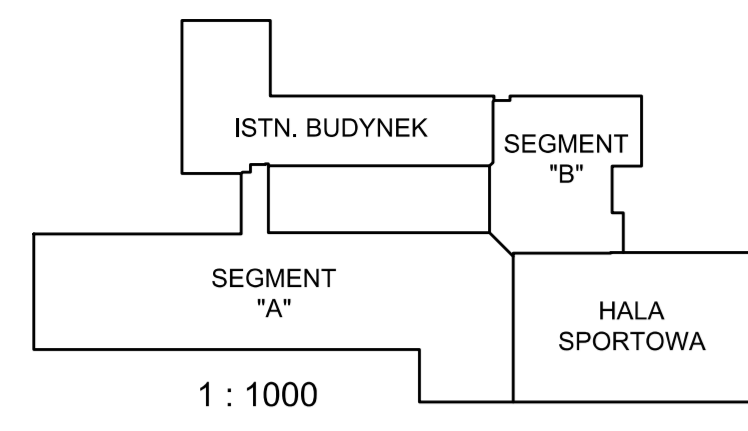 ISTN. BUDYNEK
SEGMENT
"B"
SEGMENT
"A"
HALA
SPORTOWA
1 : 1000